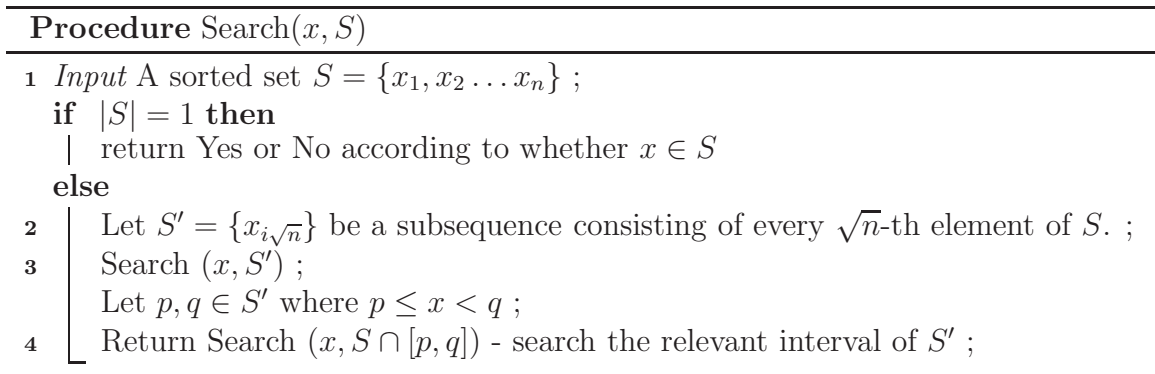 Procedure Search(x, S)
1 Input A sorted set S = {x₁, x₂ . . . xₙ} ;
if |S| = 1 then
return Yes or No according to whether x ∈ S
else
2 Let S′ = {x_{i√n}} be a subsequence consisting of every √n-th element of S. ;
3 Search (x, S′) ;
Let p, q ∈ S′ where p ≤ x < q ;
4 Return Search (x, S ∩ [p, q]) - search the relevant interval of S′ ;